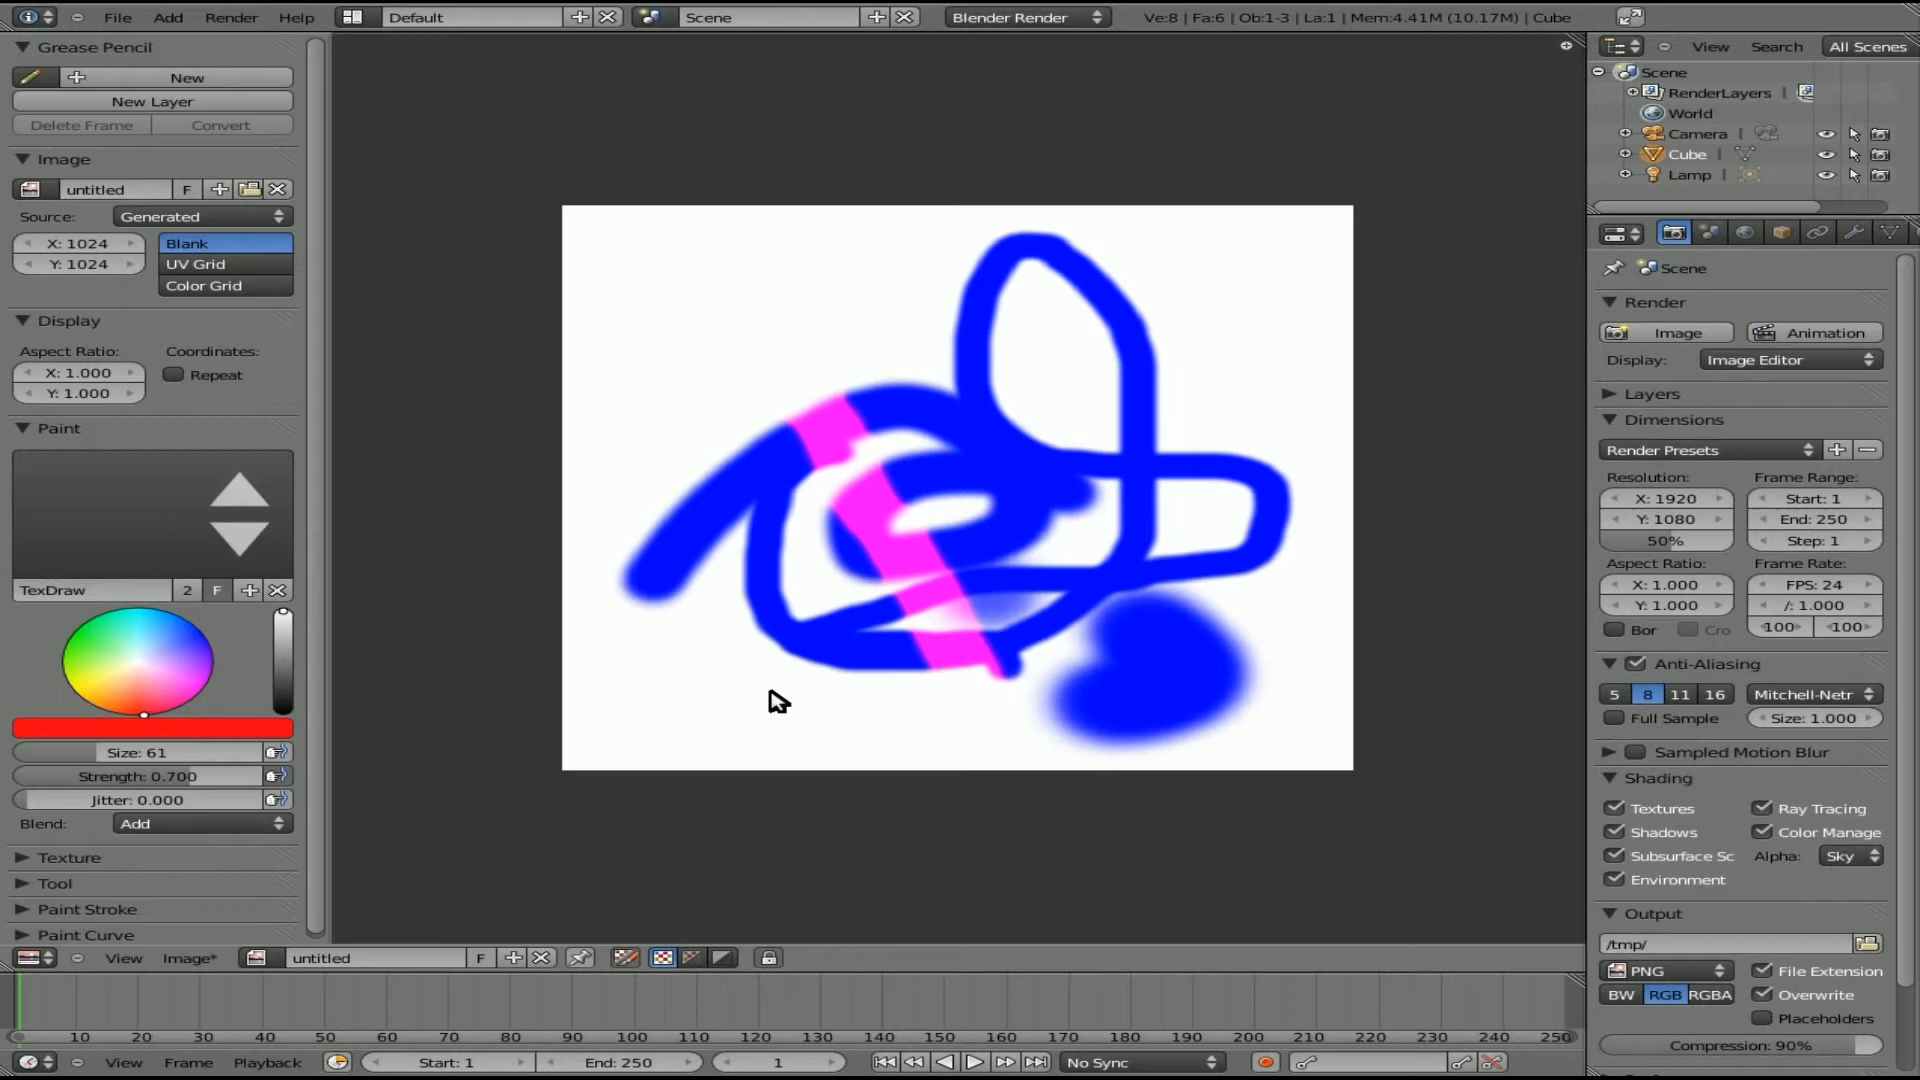 File Add Render Help Default Scene Blender Render Ve:8 | Fa:6 | Ob:1-3 | La:1 | Mem:4.41M (10.17M) | Cube
Grease Pencil
New
New Layer
Delete Frame Convert
Image
untitled F
Source: Generated
X: 1024 Blank
Y: 1024 UV Grid
Color Grid
Display
Aspect Ratio: Coordinates:
X: 1.000 Repeat
Y: 1.000
Paint
TexDraw 2 F
Size: 61
Strength: 0.700
Jitter: 0.000
Blend: Add
Texture
Tool
Paint Stroke
Paint Curve
View Image* untitled F
10 20 30 40 50 60 70 80 90 100 110 120 130 140 150 160 170 180 190 200 210 220 230 240 250
View Frame Playback Start: 1 End: 250 1 No Sync
View Search All Scenes
Scene
RenderLayers |
World
Camera |
Cube |
Lamp |
Scene
Render
Image Animation
Display: Image Editor
Layers
Dimensions
Render Presets
Resolution: Frame Range:
X: 1920 Start: 1
Y: 1080 End: 250
50% Step: 1
Aspect Ratio: Frame Rate:
X: 1.000 FPS: 24
Y: 1.000 /: 1.000
Bor Cro 100 100
Anti-Aliasing
5 8 11 16 Mitchell-Netr
Full Sample Size: 1.000
Sampled Motion Blur
Shading
Textures Ray Tracing
Shadows Color Manage
Subsurface Sc Alpha: Sky
Environment
Output
/tmp/
PNG File Extension
BW RGB RGBA Overwrite
Placeholders
Compression: 90%